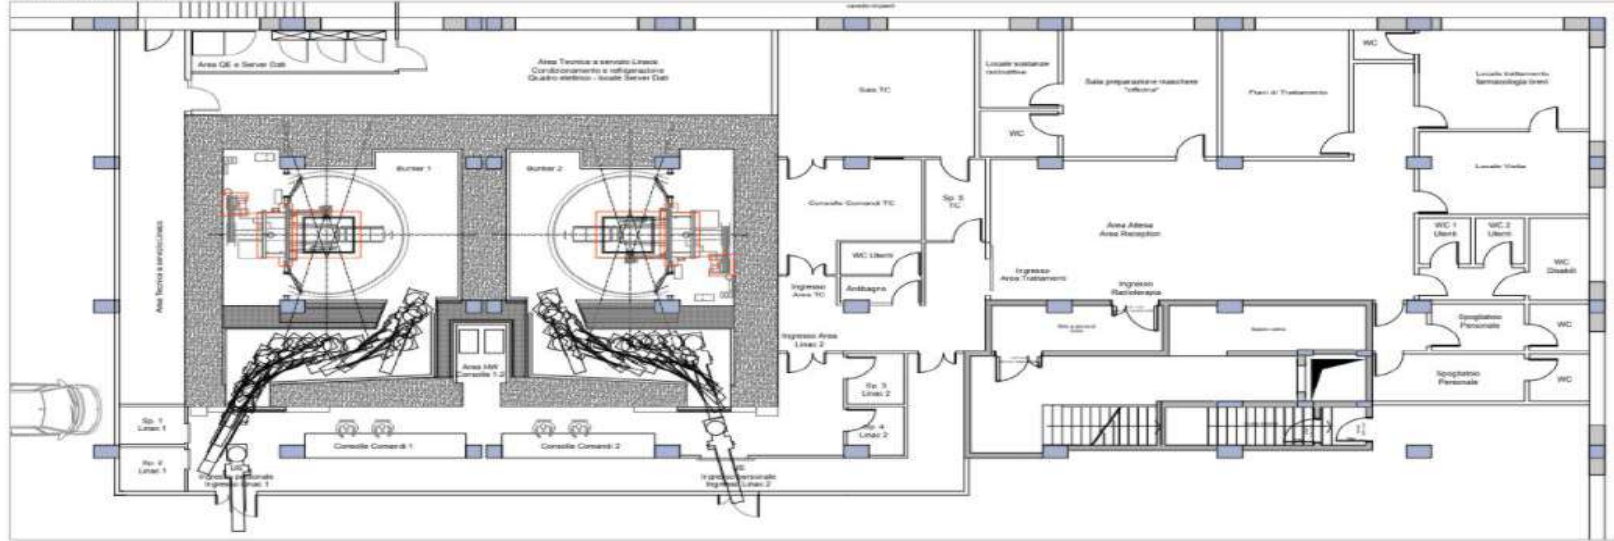 cavedio impianti
Area QE e Server Dati
Area Tecnica a servizio Linacs
Condizionamento e refrigerazione
Quadro elettrico - locale Server Dati
Sala TC
Locale sostanze
radioattive
WC
Sala preparazione maschere
"officina"
Piani di Trattamento
WC
Locale trattamento
farmacologia brevi
Locale Visita
Bunker 1
Bunker 2
Consolle Comandi TC
Sp. 5
TC
Area Attesa
Area Reception
WC 1
Utenti
WC 2
Utenti
WC
Disabili
Area Tecnica a servizio Linacs
WC Utenti
Antibagno
Ingresso
Area TC
Ingresso
Area Trattamenti
Ingresso
Radioterapia
Ingresso Area
Linac 2
Spogliatoio
Personale
WC
Area HW
Consolle 1-2
Sp. 3
Linac 2
Spogliatoio
Personale
WC
Sp. 1
Linac 1
Sp. 4
Linac 2
Consolle Comandi 1
Consolle Comandi 2
Sp. 2
Linac 1
Ingresso personale
Ingresso Linac 1
Ingresso personale
Ingresso Linac 2